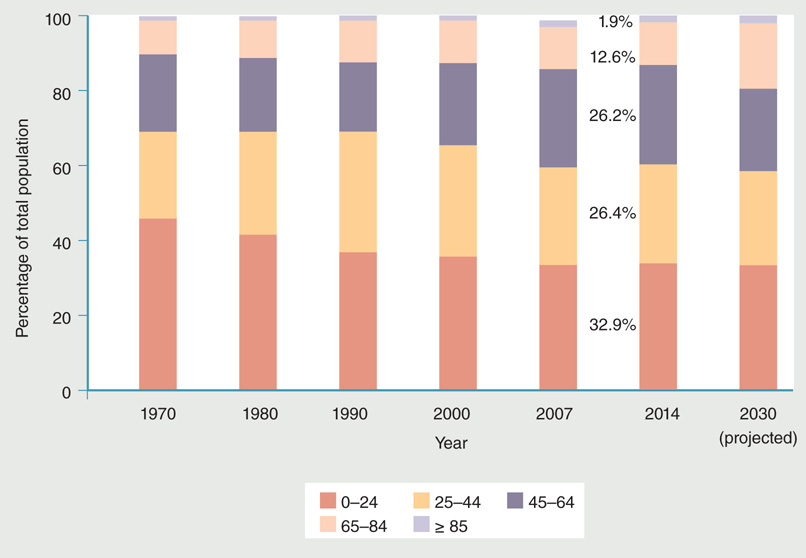 Percentage of total population
100
80
60
40
20
0
1.9%
12.6%
26.2%
26.4%
32.9%
1970 1980 1990 2000 2007 2014 2030
(projected)
Year
0–24 25–44 45–64
65–84 ≥ 85